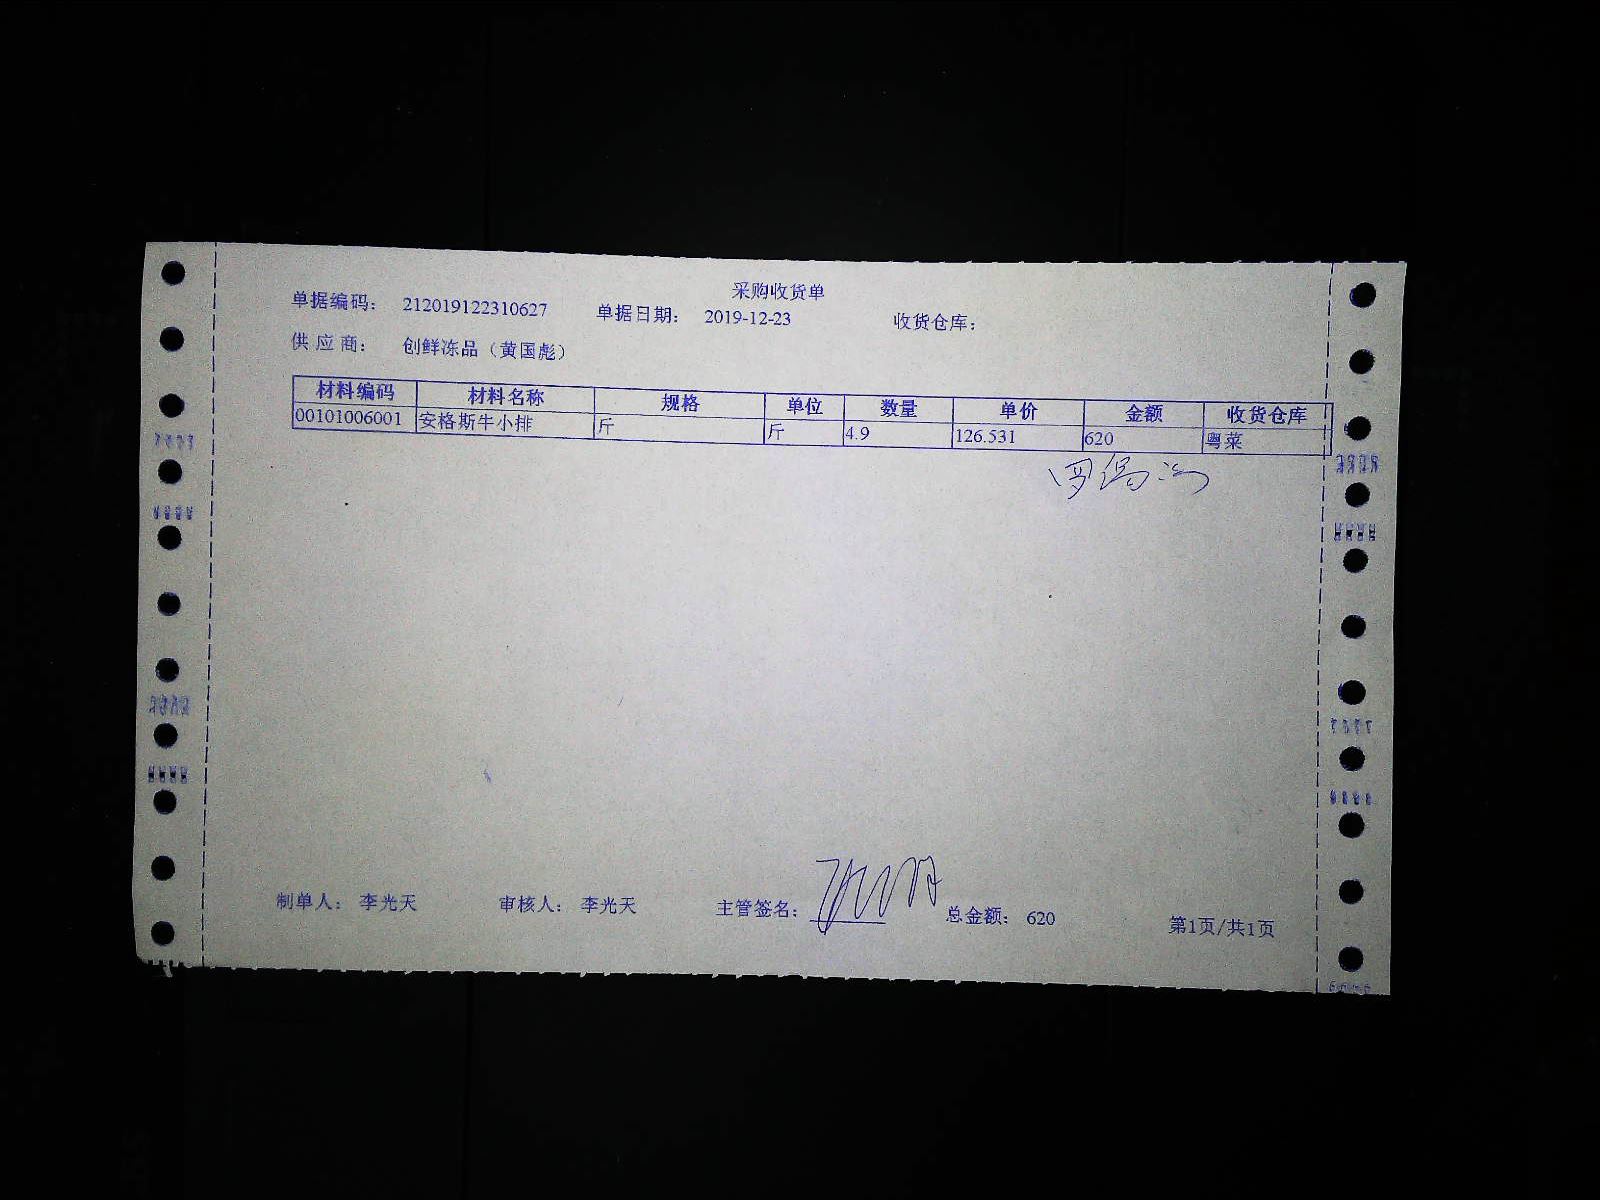 采购收货单
单据编码： 212019122310627 单据日期： 2019-12-23 收货仓库：
供 应 商： 创鲜冻品（黄国彪）
材料编码 材料名称 规格 单位 数量 单价 金额 收货仓库
00101006001 安格斯牛小排 斤 斤 4.9 126.531 620 粤菜
制单人： 李光天 审核人： 李光天 主管签名： 总金额： 620 第1页/共1页